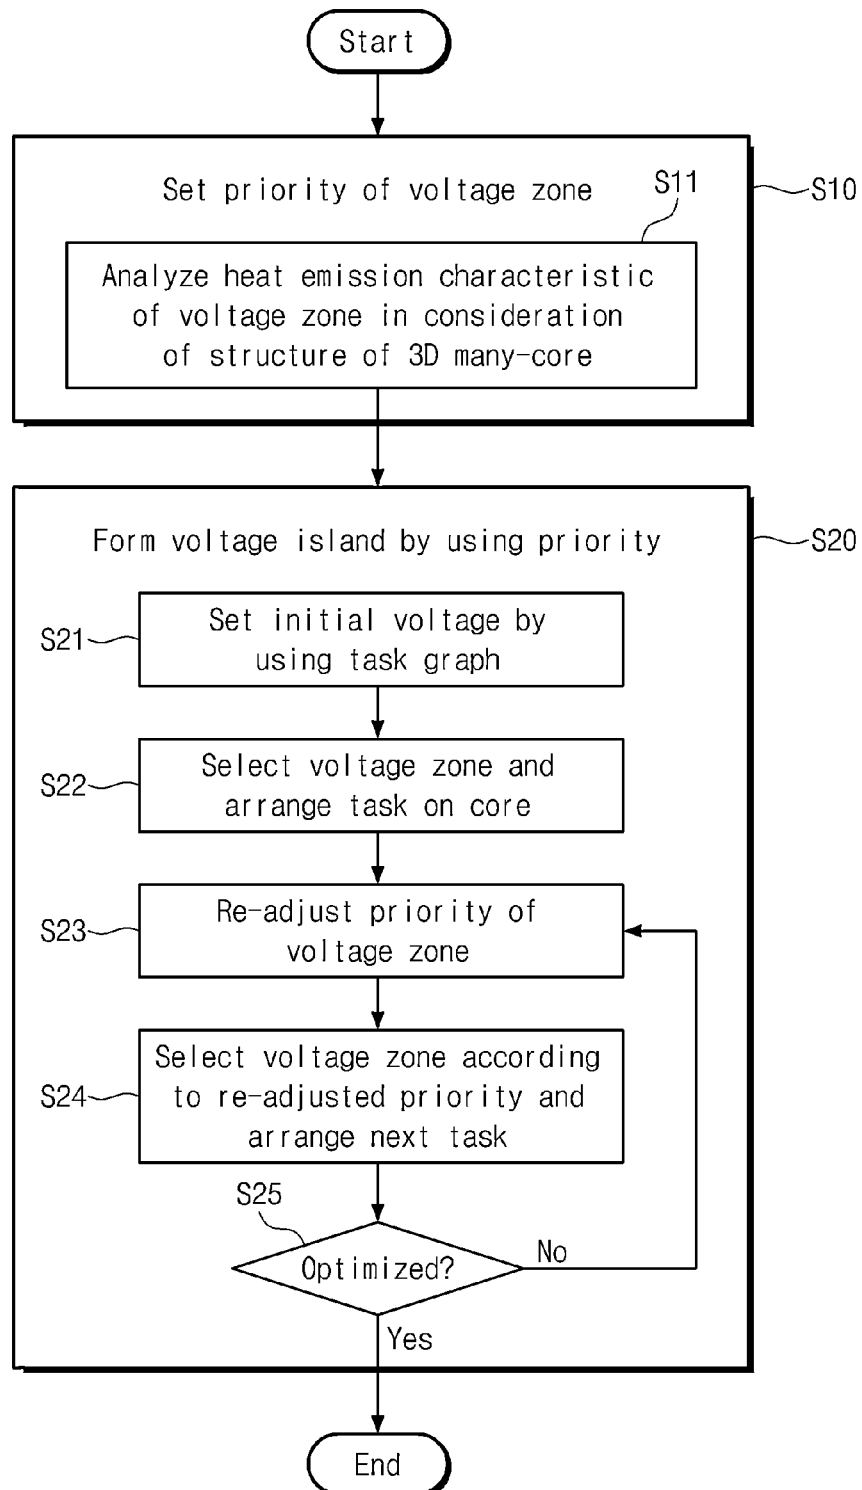 Start
Set priority of voltage zone
S11
S10
Analyze heat emission characteristic
of voltage zone in consideration
of structure of 3D many-core
Form voltage island by using priority
S20
S21
Set initial voltage by
using task graph
S22
Select voltage zone and
arrange task on core
S23
Re-adjust priority of
voltage zone
S24
Select voltage zone according
to re-adjusted priority and
arrange next task
S25
Optimized?
No
Yes
End